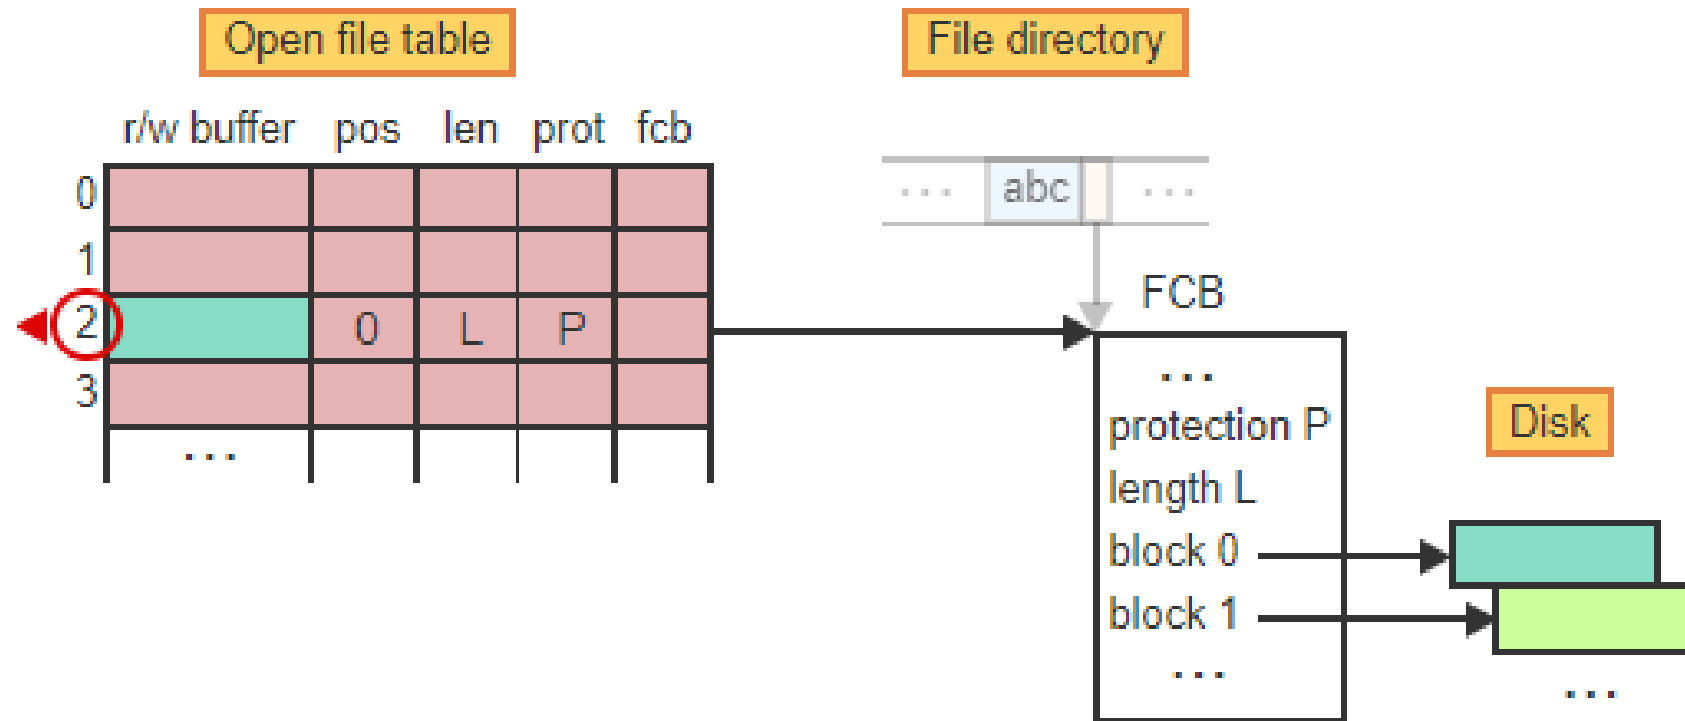 Open file table
File directory
r/w buffer pos len prot fcb
0
... abc ...
1
2 0 L P
FCB
3
...
...
protection P
Disk
length L
block 0
block 1
...
...